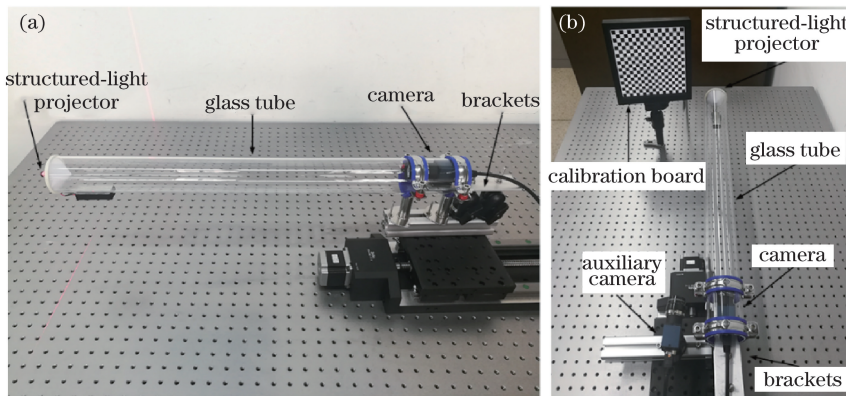 (a)
structured-light
projector
glass tube
camera
brackets
(b)
structured-light
projector
glass tube
calibration board
auxiliary
camera
camera
brackets